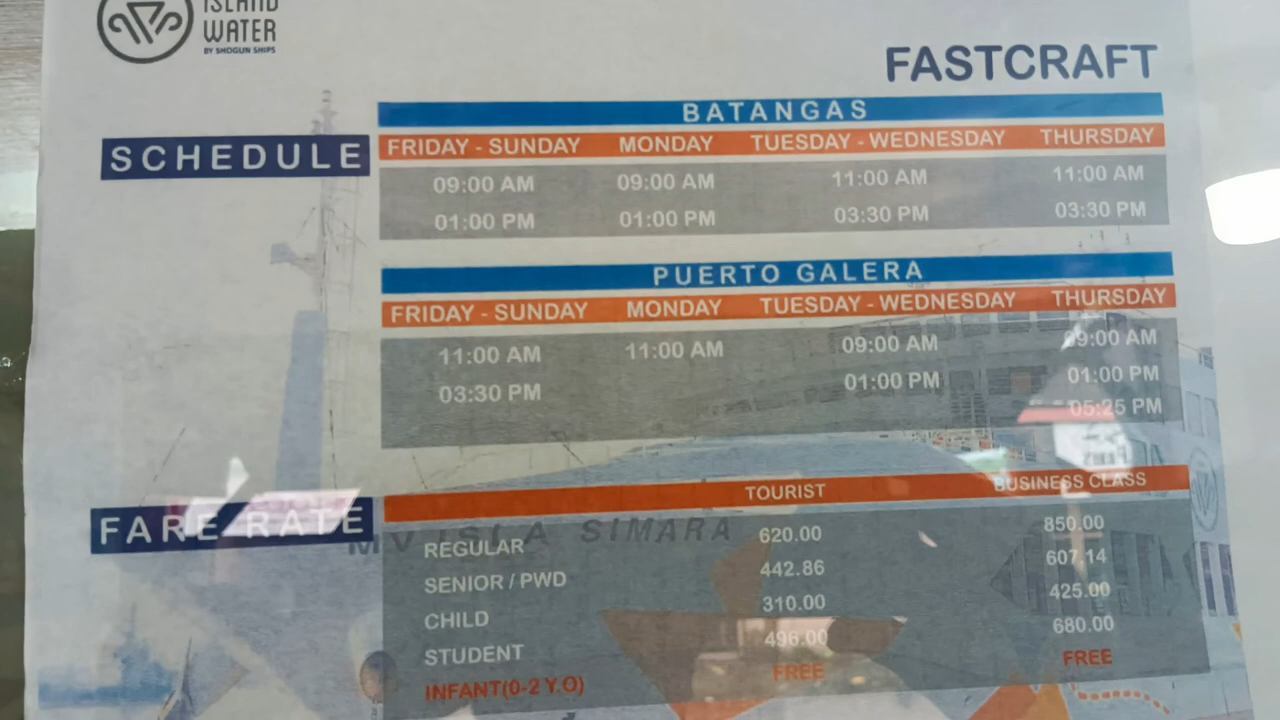 ISLAND
WATER
BY SHOGUN SHIPS
FASTCRAFT
SCHEDULE
BATANGAS
FRIDAY - SUNDAY MONDAY TUESDAY - WEDNESDAY THURSDAY
09:00 AM 09:00 AM 11:00 AM 11:00 AM
01:00 PM 01:00 PM 03:30 PM 03:30 PM
PUERTO GALERA
FRIDAY - SUNDAY MONDAY TUESDAY - WEDNESDAY THURSDAY
11:00 AM 11:00 AM 09:00 AM 09:00 AM
03:30 PM 01:00 PM 01:00 PM
05:25 PM
FARE RATE
TOURIST BUSINESS CLASS
MV ISLA SIMARA
REGULAR 620.00 850.00
SENIOR / PWD 442.86 607.14
CHILD 310.00 425.00
STUDENT 496.00 680.00
INFANT(0-2 Y.O) FREE FREE